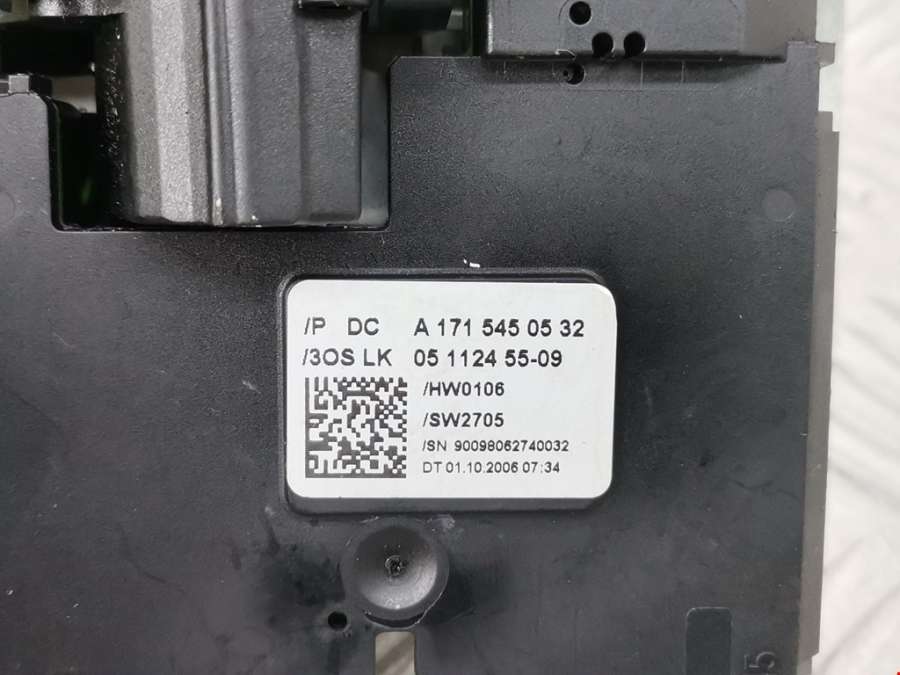 /P DC A 171 545 05 32
/3OS LK 05 1124 55-09
/HW0106
/SW2705
/SN 90098062740032
DT 01.10.2006 07:34
5